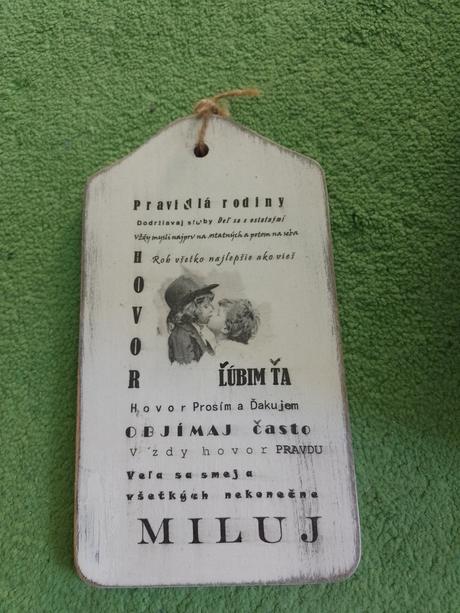 Pravidlá rodiny
Dodržiavaj sľuby Deľ sa s ostatnými
Vždy mysli najprv na ostatných a potom na seba
Rob všetko najlepšie ako vieš
HOVOR
ĽÚBIM ŤA
Hovor Prosím a Ďakujem
OBJÍMAJ často
Vždy hovor PRAVDU
Veľa sa smej a
všetkých nekonečne
MILUJ